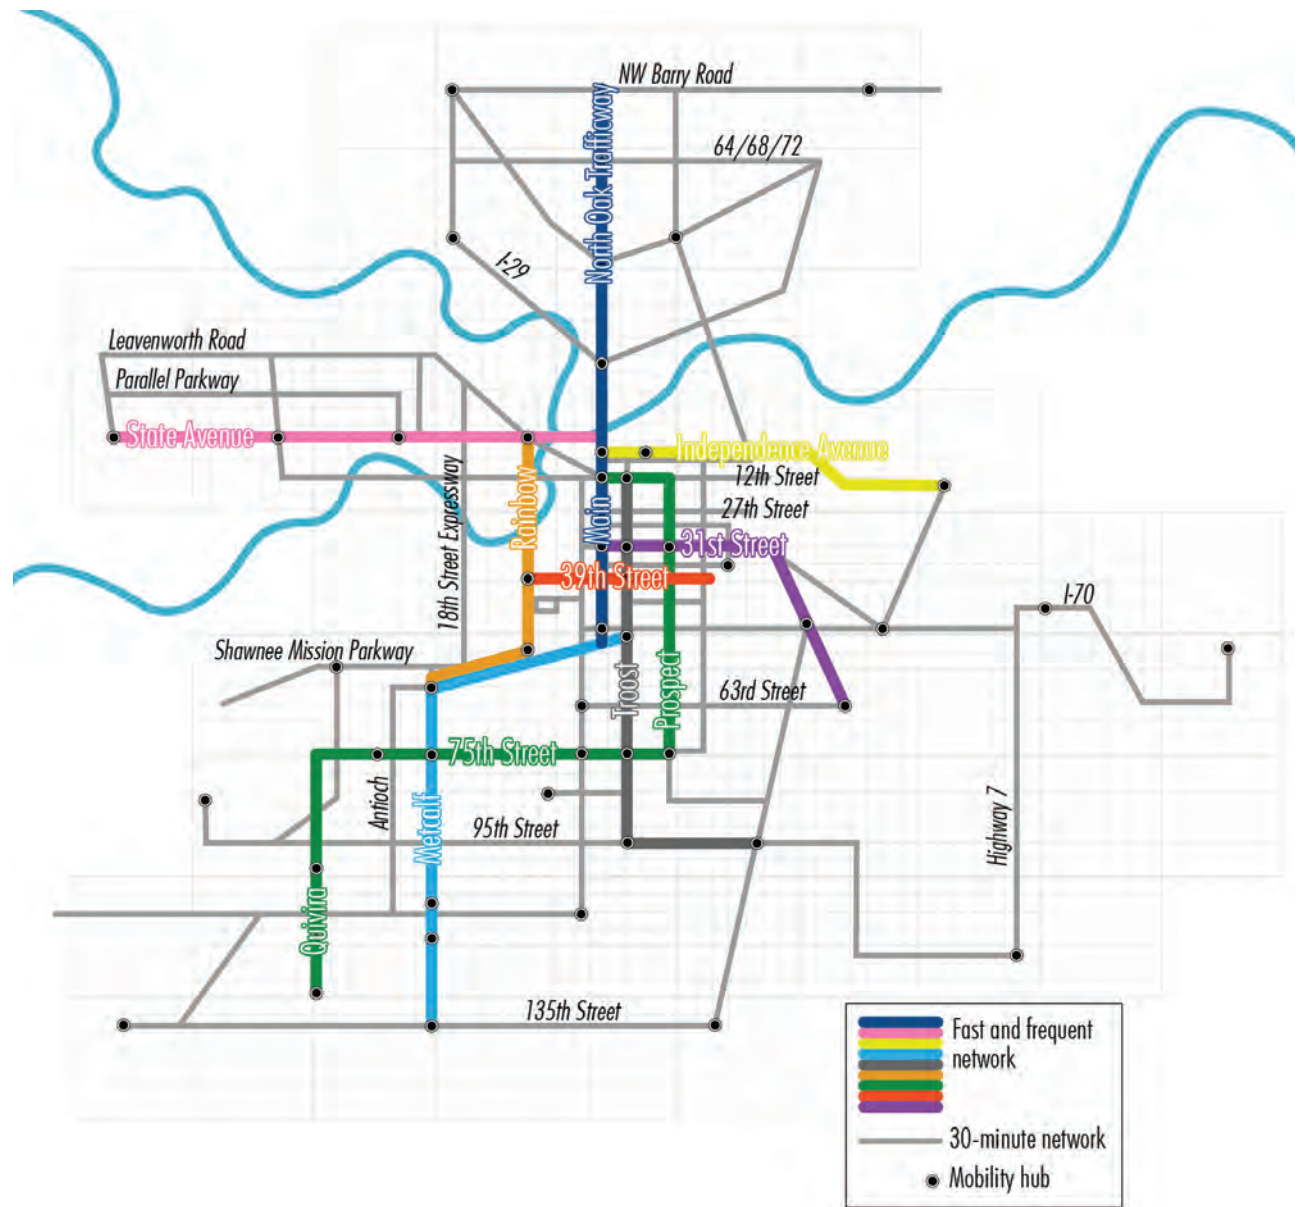 NW Barry Road
64/68/72
North Oak Trafficway
I-29
Leavenworth Road
Parallel Parkway
State Avenue
Independence Avenue
12th Street
27th Street
Rainbow
Main
31st Street
39th Street
18th Street Expressway
I-70
Shawnee Mission Parkway
Troost
Prospect
63rd Street
75th Street
Antioch
Metcalf
95th Street
Highway 7
Quivira
135th Street
Fast and frequent
network
30-minute network
Mobility hub